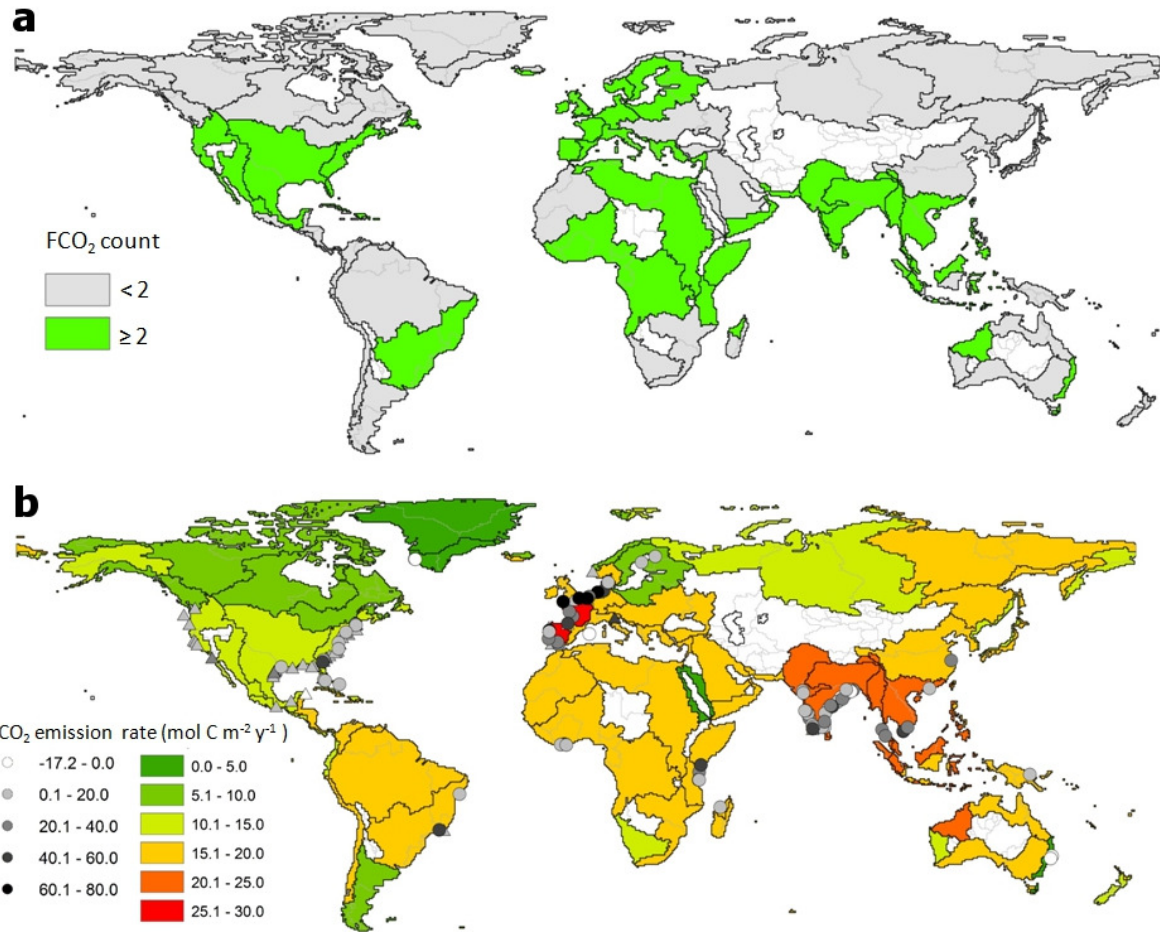 a
FCO₂ count
< 2
≥ 2
b
CO₂ emission rate (mol C m⁻² y⁻¹ )
-17.2 - 0.0
0.1 - 20.0
20.1 - 40.0
40.1 - 60.0
60.1 - 80.0
0.0 - 5.0
5.1 - 10.0
10.1 - 15.0
15.1 - 20.0
20.1 - 25.0
25.1 - 30.0